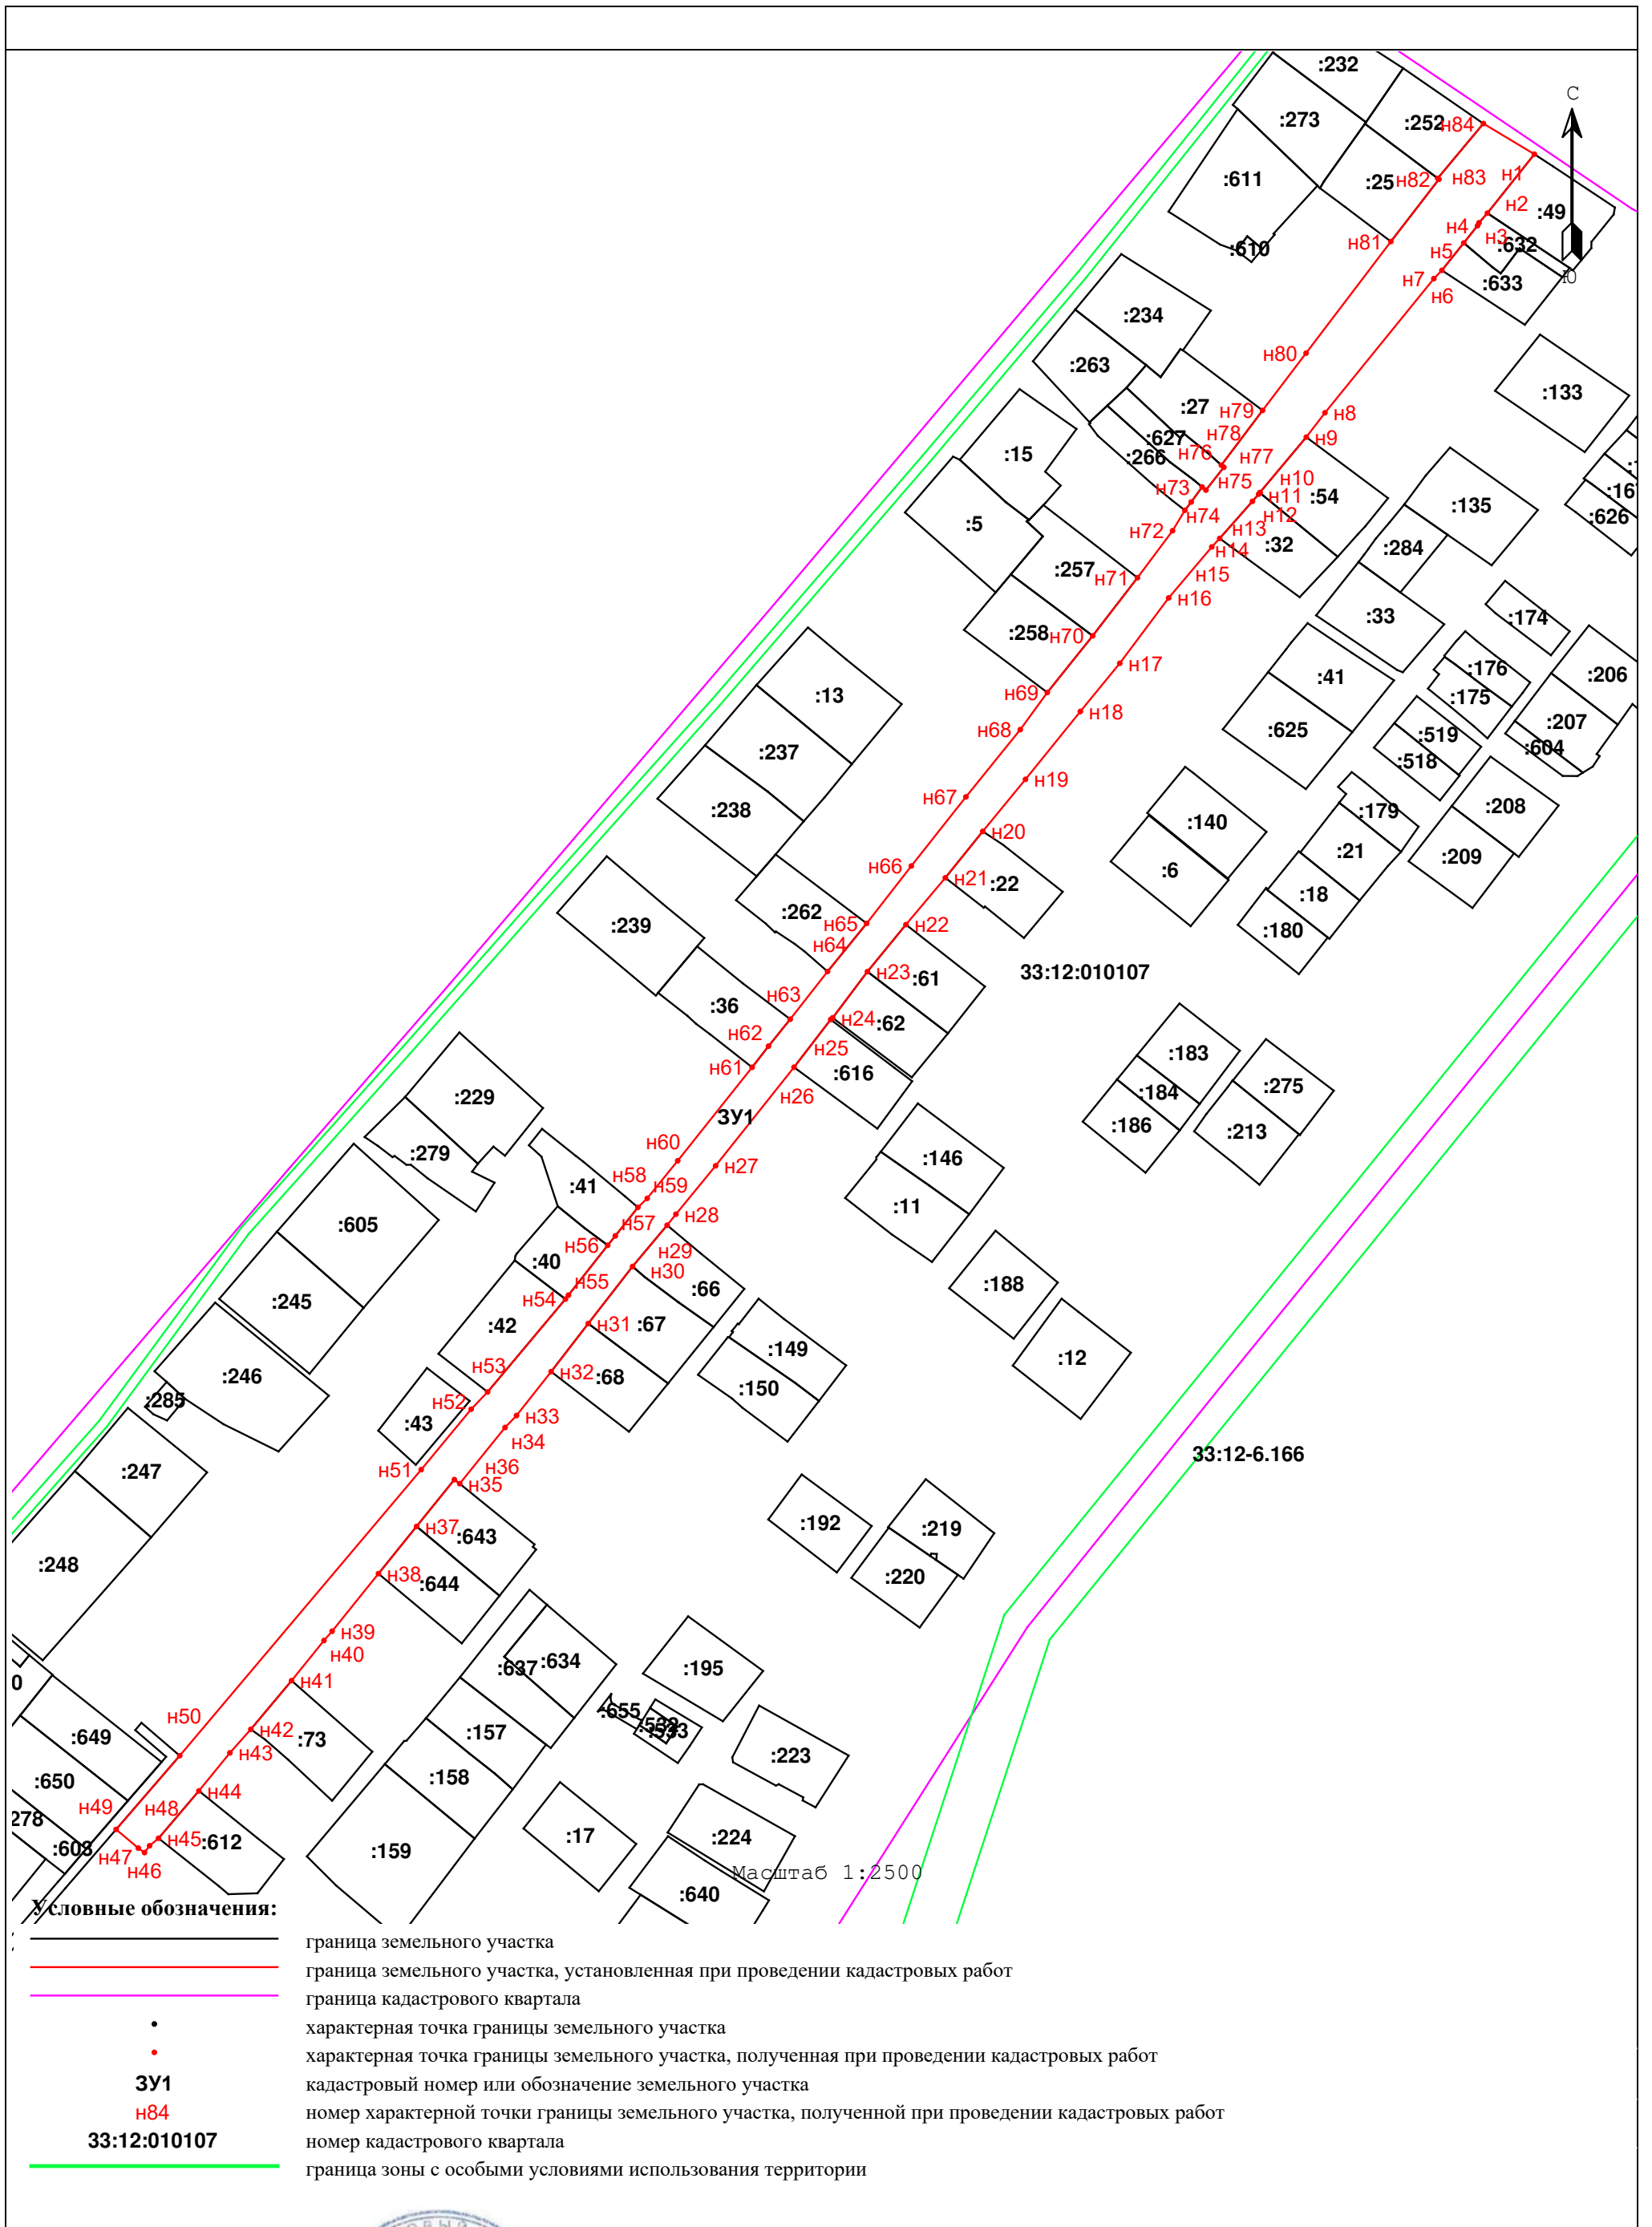 :232
С
:273
:252
н84
н1
:611
:25
н82
н83
н2
:49
н4
н3
:632
н81
:610
н5
н7
н6
:633
Ю
:234
н80
:263
:133
:27
н79
н8
н78
н9
:627
:15
н76
н77
:266
н75
н10
н73
н11
:54
:135
:16
:626
:5
н74
н12
н72
н13
:32
н14
:284
:257
н71
н15
н16
:33
:174
:258
н70
н17
:176
:41
:206
:13
н69
н18
:175
н68
:207
:625
:519
:604
:237
:518
н19
н67
:238
:208
:179
:140
н20
:21
н66
:6
:209
:22
н21
:18
:262
н65
:239
н22
:180
н64
н23
:61
33:12:010107
:36
н63
н24
:62
н62
н25
:183
н61
:616
:275
н26
:184
:229
ЗУ1
:186
:213
н60
:279
:146
н27
н58
:41
н59
:11
н28
:605
н57
н56
н29
:40
н30
н55
:188
:66
:245
н54
н31
:42
:67
:149
:12
н53
н32
:246
:68
:150
:285
н52
н33
:43
н34
33:12-6.166
н51
н36
:247
н35
:192
:219
н37
:643
:248
н38
:220
:644
н39
н40
:634
:637
:195
0
н41
:655
:533
н50
н42
:157
:649
:73
н43
:223
:158
:650
н44
н49
н48
278
:17
:224
н45
:612
:603
н47
:159
н46
Масштаб 1:2500
:640
Условные обозначения:
граница земельного участка
граница земельного участка, установленная при проведении кадастровых работ
граница кадастрового квартала
характерная точка границы земельного участка
характерная точка границы земельного участка, полученная при проведении кадастровых работ
ЗУ1 кадастровый номер или обозначение земельного участка
н84 номер характерной точки границы земельного участка, полученной при проведении кадастровых работ
33:12:010107 номер кадастрового квартала
граница зоны с особыми условиями использования территории